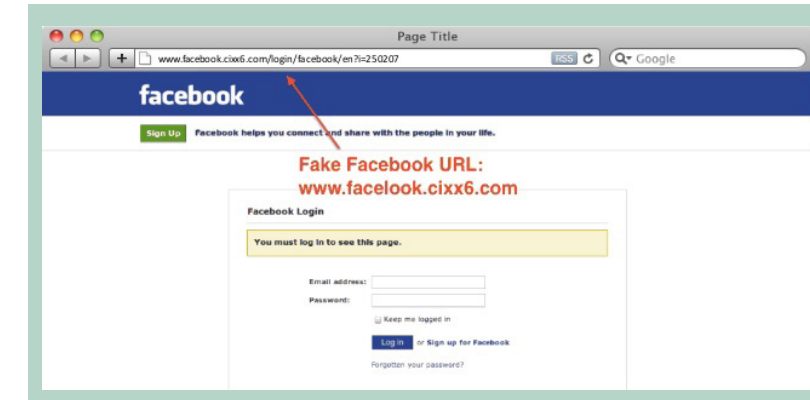 Page Title
www.facebook.cixx6.com/login/facebook/en?i=250207
RSS
Google
facebook
Sign Up Facebook helps you connect and share with the people in your life.
Fake Facebook URL:
www.facelook.cixx6.com
Facebook Login
You must log in to see this page.
Email address:
Password:
Keep me logged in
Log in or Sign up for Facebook
Forgotten your password?